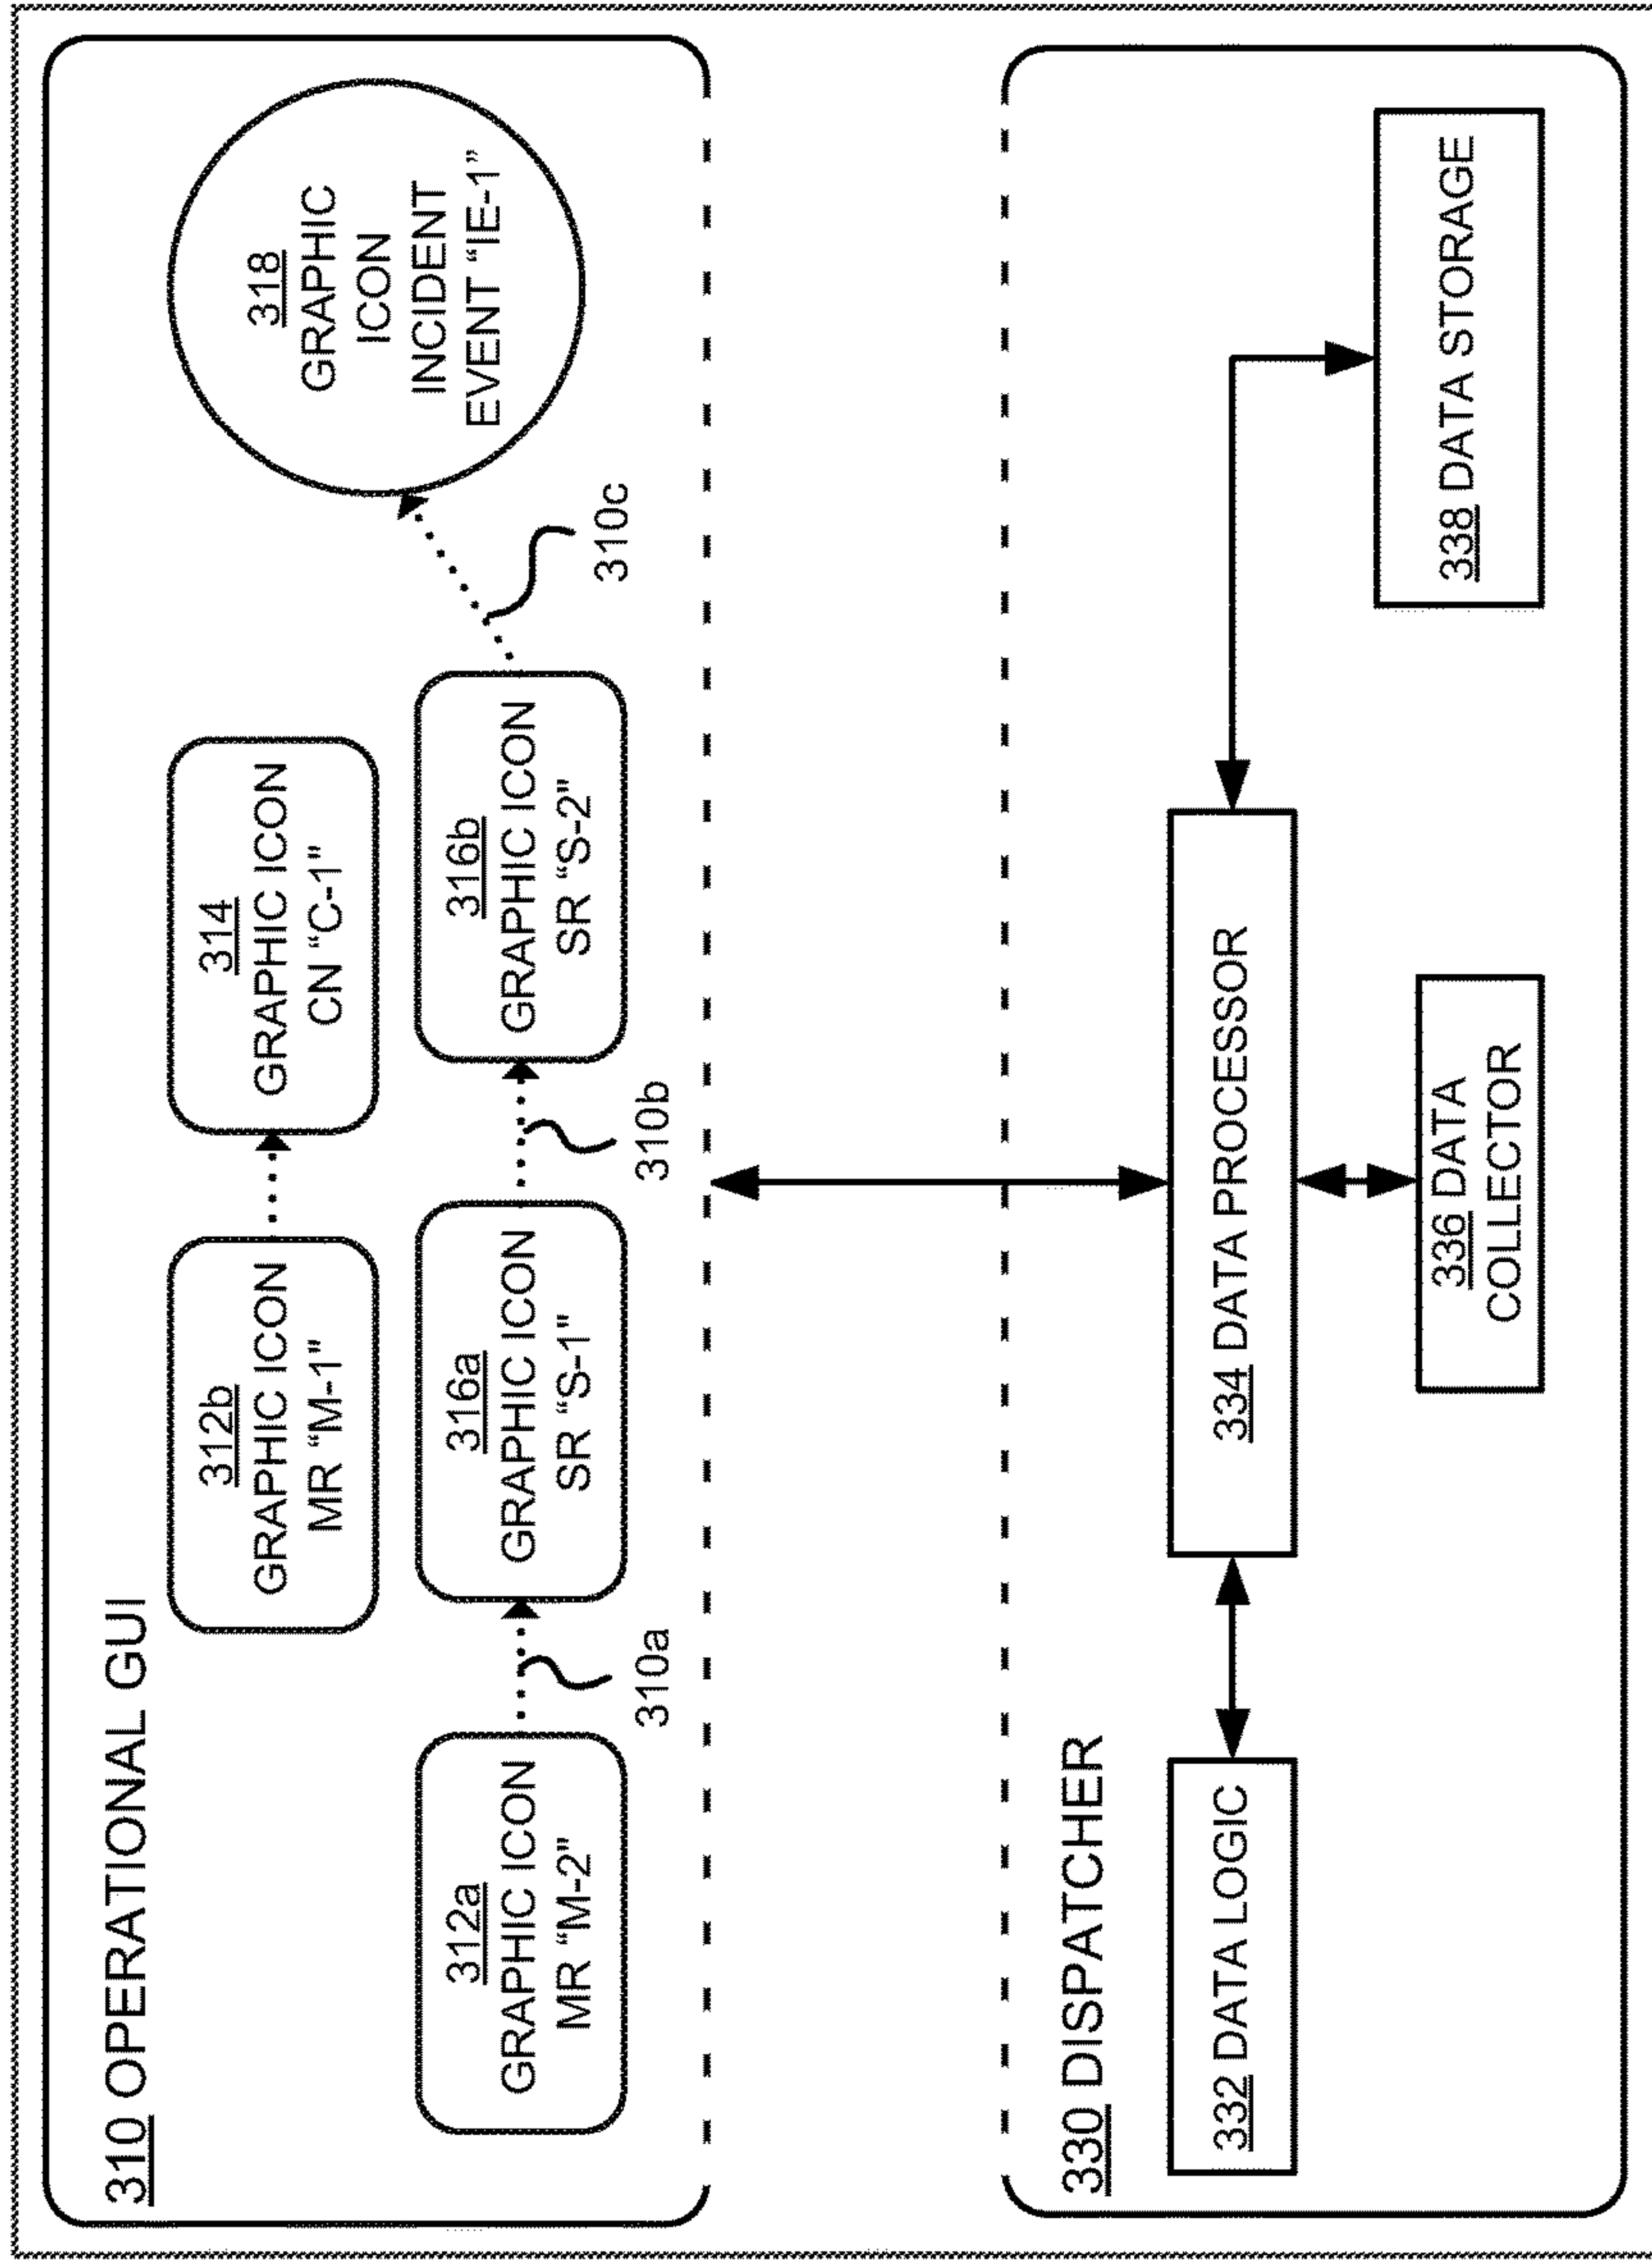 310 OPERATIONAL GUI
312b
GRAPHIC ICON
MR “M-1"
314
GRAPHIC ICON
CN “C-1"
318
GRAPHIC
ICON
INCIDENT
EVENT “IE-1”
312a
GRAPHIC ICON
MR “M-2"
310a
316a
GRAPHIC ICON
SR “S-1"
310b
316b
GRAPHIC ICON
SR “S-2"
310c
330 DISPATCHER
332 DATA LOGIC
334 DATA PROCESSOR
336 DATA
COLLECTOR
338 DATA STORAGE